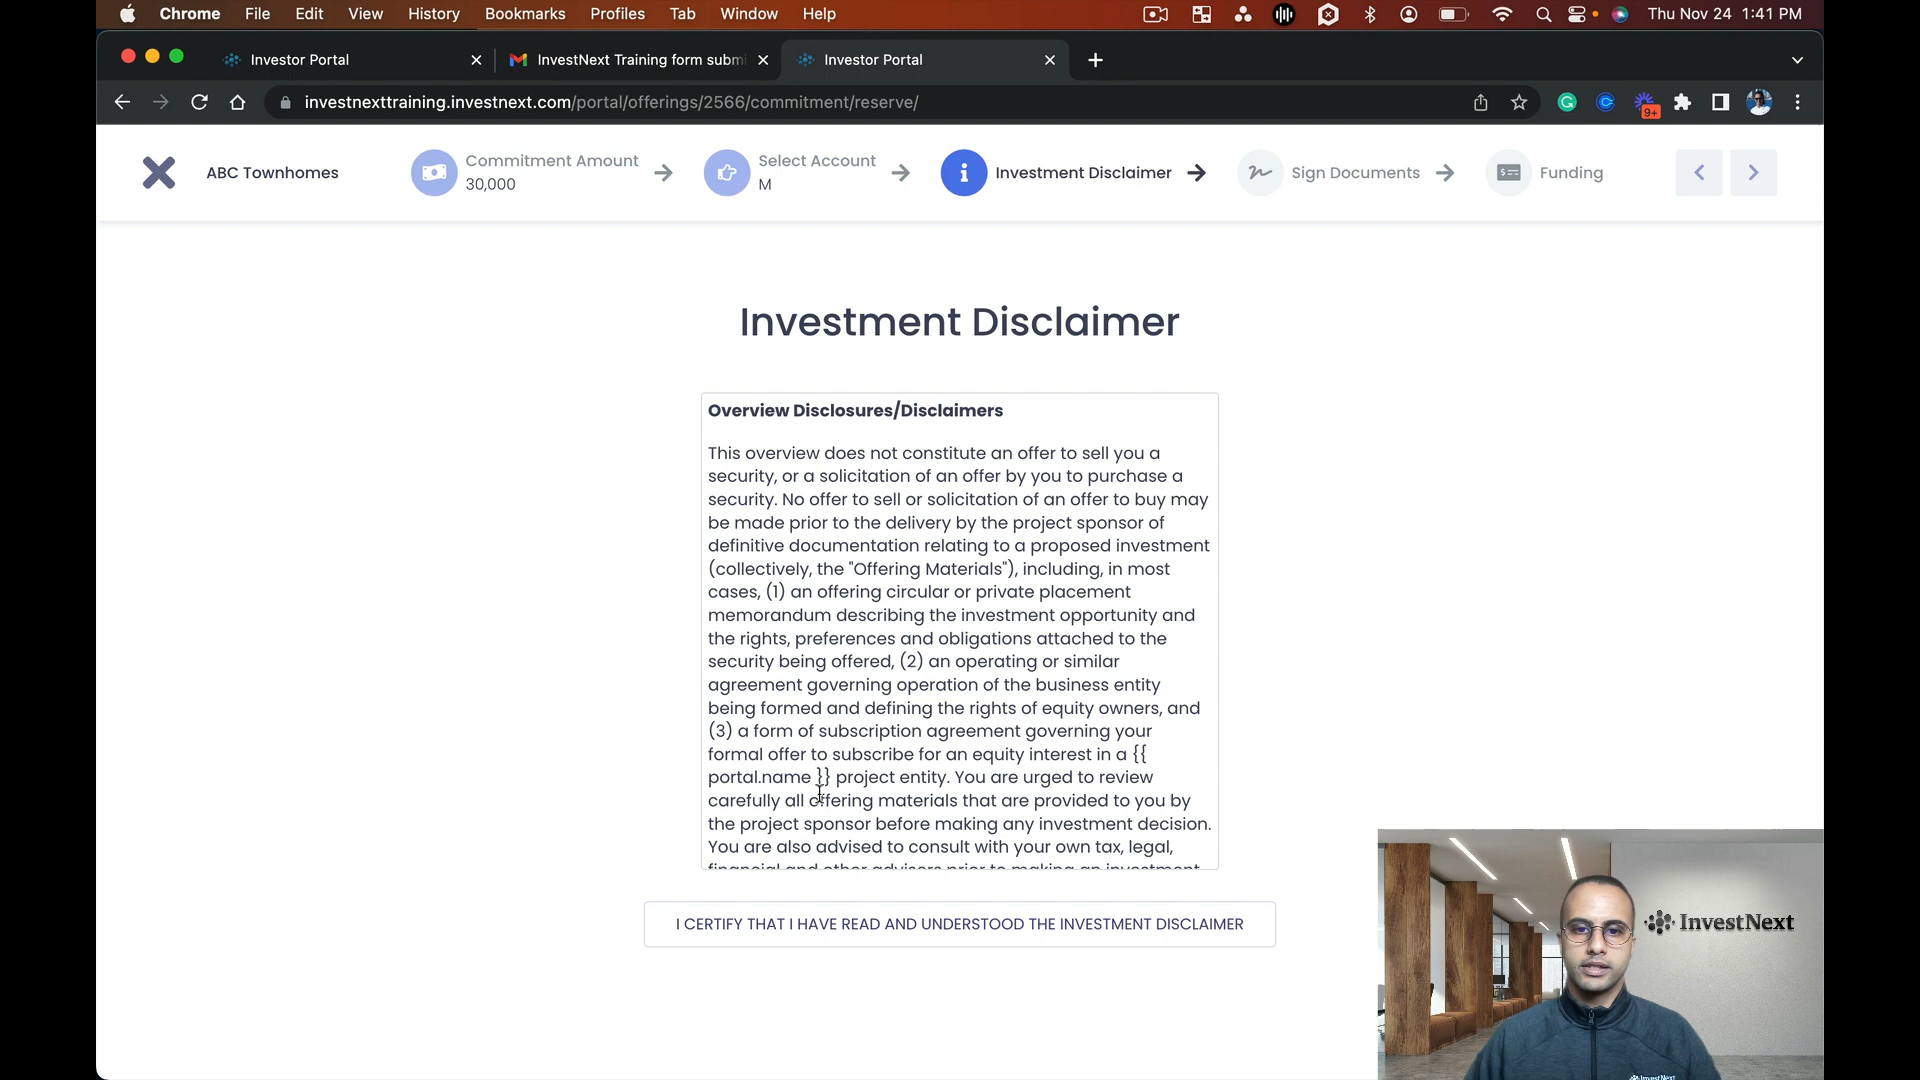 Chrome File Edit View History Bookmarks Profiles Tab Window Help Thu Nov 24 1:41 PM
Investor Portal InvestNext Training form subm Investor Portal
investnexttraining.investnext.com/portal/offerings/2566/commitment/reserve/
9+
ABC Townhomes
Commitment Amount
30,000
Select Account
M
Investment Disclaimer
Sign Documents
Funding
Investment Disclaimer
Overview Disclosures/Disclaimers
This overview does not constitute an offer to sell you a
security, or a solicitation of an offer by you to purchase a
security. No offer to sell or solicitation of an offer to buy may
be made prior to the delivery by the project sponsor of
definitive documentation relating to a proposed investment
(collectively, the "Offering Materials"), including, in most
cases, (1) an offering circular or private placement
memorandum describing the investment opportunity and
the rights, preferences and obligations attached to the
security being offered, (2) an operating or similar
agreement governing operation of the business entity
being formed and defining the rights of equity owners, and
(3) a form of subscription agreement governing your
formal offer to subscribe for an equity interest in a {{
portal.name }} project entity. You are urged to review
carefully all offering materials that are provided to you by
the project sponsor before making any investment decision.
You are also advised to consult with your own tax, legal,
financial and other advisers prior to making an investment
I CERTIFY THAT I HAVE READ AND UNDERSTOOD THE INVESTMENT DISCLAIMER
InvestNext
InvestNext